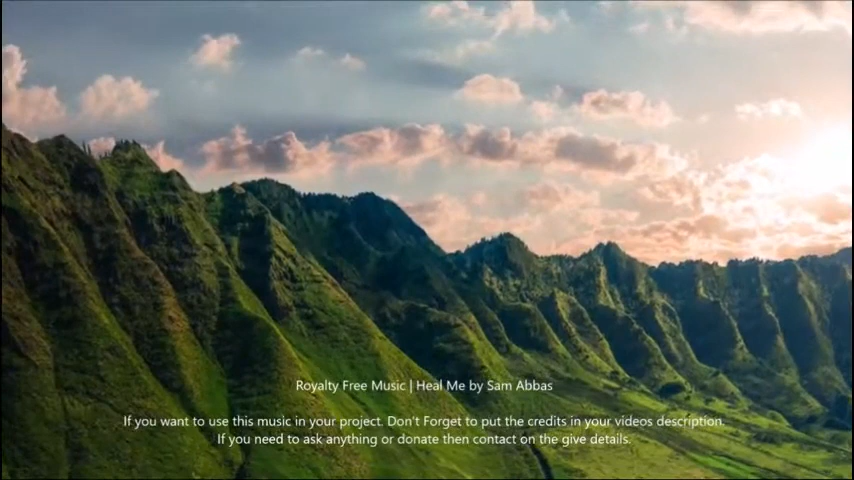 Royalty Free Music | Heal Me by Sam Abbas
If you want to use this music in your project. Don't Forget to put the credits in your videos description.
If you need to ask anything or donate then contact on the give details.